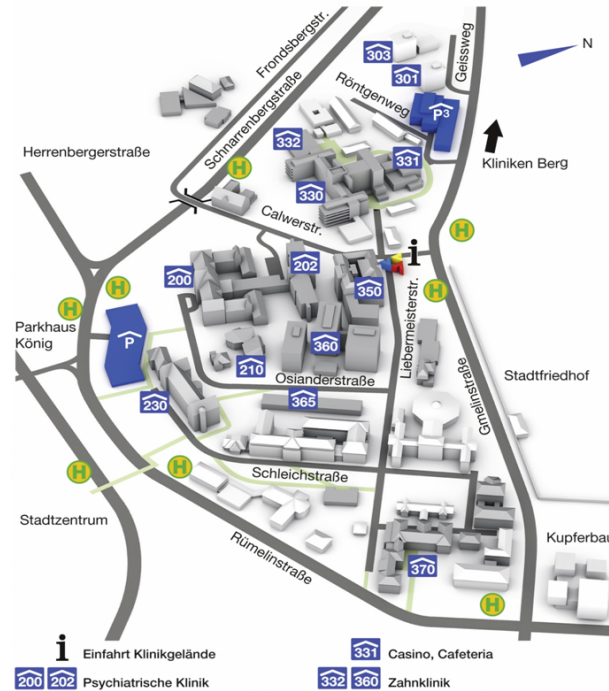 Frondsbergstr.
Schnarrenbergstraße
303
301
Geissweg
N
Röntgenweg
P3
Herrenbergerstraße
332
331
330
Kliniken Berg
H
Calwerstr.
H
i
200
202
350
H
H
H
Parkhaus
König
P
360
210
Liebermeisterstr.
Gmelinstraße
Osianderstraße
Stadtfriedhof
230
365
H
H
Schleichstraße
Stadtzentrum
Rümelinstraße
Kupferbau
370
H
i Einfahrt Klinikgelände
331 Casino, Cafeteria
200 202 Psychiatrische Klinik
332 360 Zahnklinik